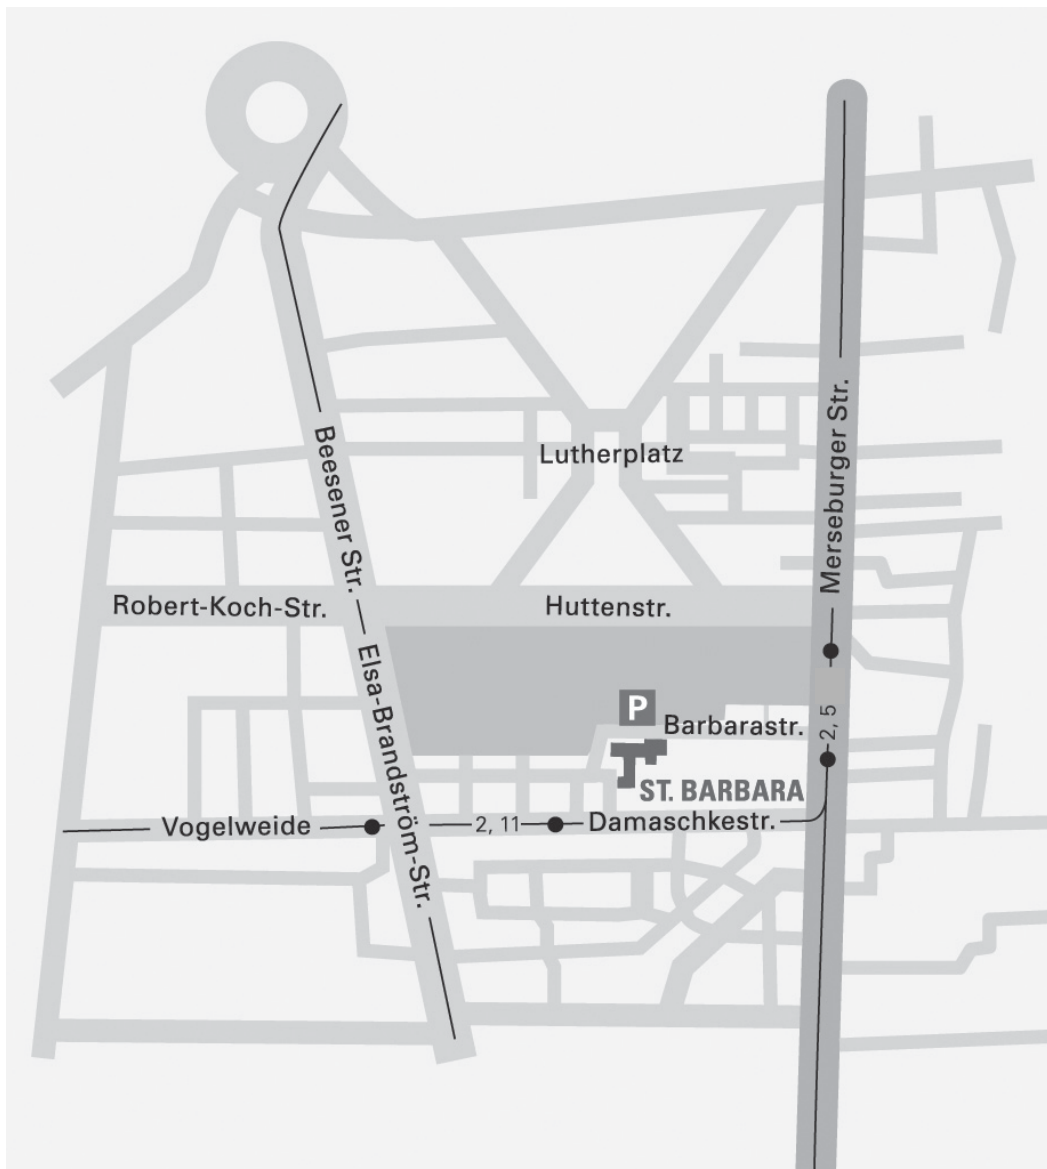 Lutherplatz
Beesener Str.
Merseburger Str.
Robert-Koch-Str.
Huttenstr.
Elsa-Brandström-Str.
P
Barbarastr.
2, 5
ST. BARBARA
Vogelweide
2, 11
Damaschkestr.